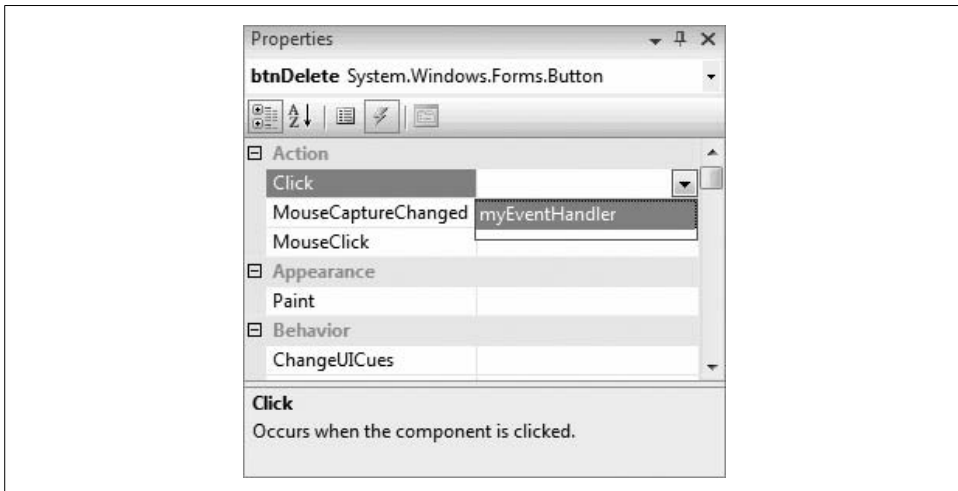 Properties
btnDelete System.Windows.Forms.Button
A
Z
Action
Click
MouseCaptureChanged myEventHandler
MouseClick
Appearance
Paint
Behavior
ChangeUICues
Click
Occurs when the component is clicked.